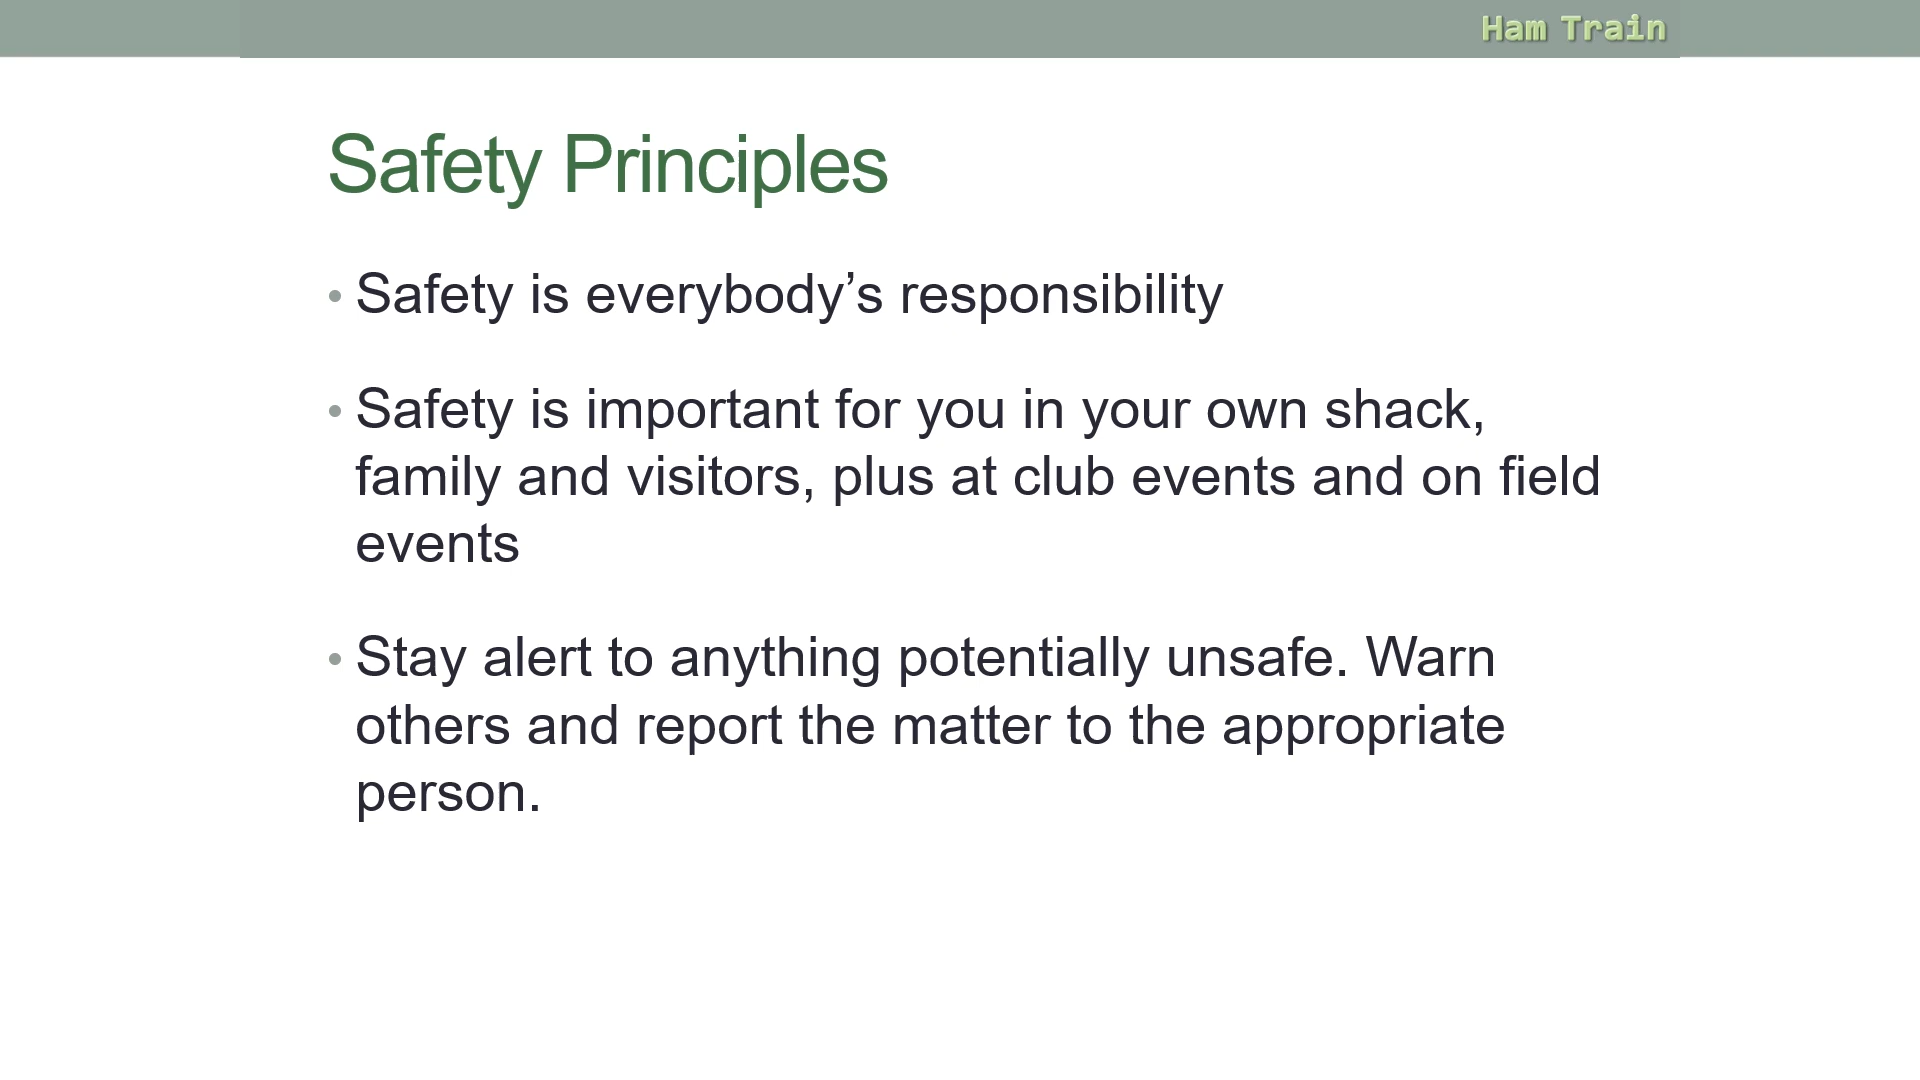 Ham Train
Safety Principles
• Safety is everybody’s responsibility
• Safety is important for you in your own shack,
family and visitors, plus at club events and on field
events
• Stay alert to anything potentially unsafe. Warn
others and report the matter to the appropriate
person.